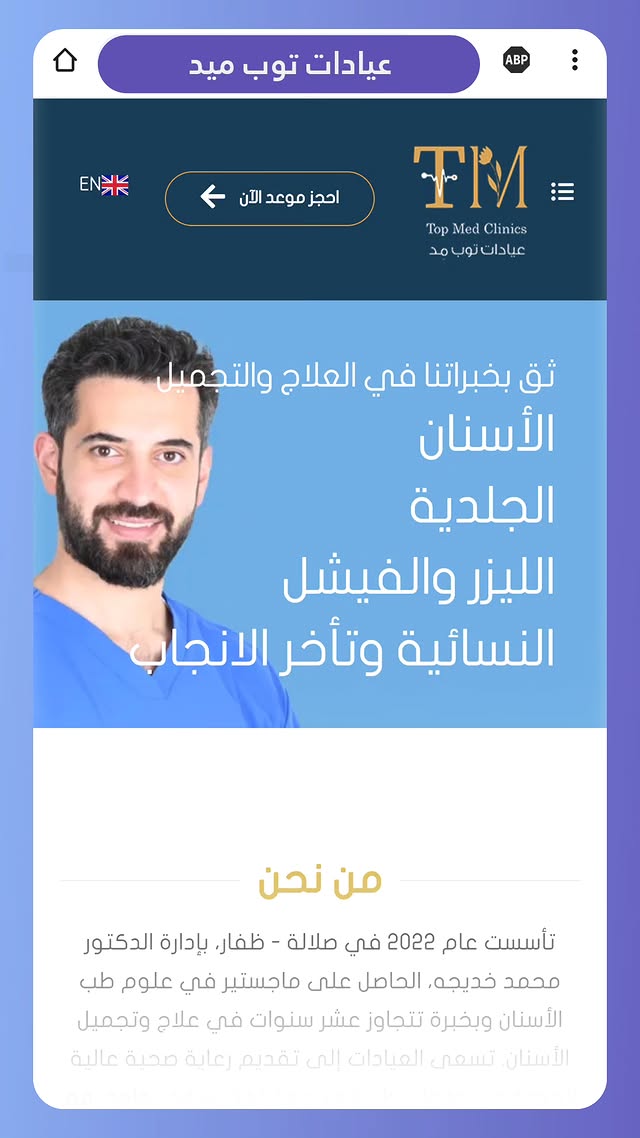 عيادات توب ميد
ABP
EN
احجز موعد الآن
TM
Top Med Clinics
عيادات توب مِد
ثق بخبراتنا في العلاج والتجميل
الأسنان
الجلدية
الليزر والفيشل
النسائية وتأخر الانجاب
من نحن
تأسست عام 2022 في صلالة - ظفار، بإدارة الدكتور
محمد خديجه، الحاصل على ماجستير في علوم طب
الأسنان وبخبرة تتجاوز عشر سنوات في علاج وتجميل
الأسنان. تسعى العيادات إلى تقديم رعاية صحية عالية